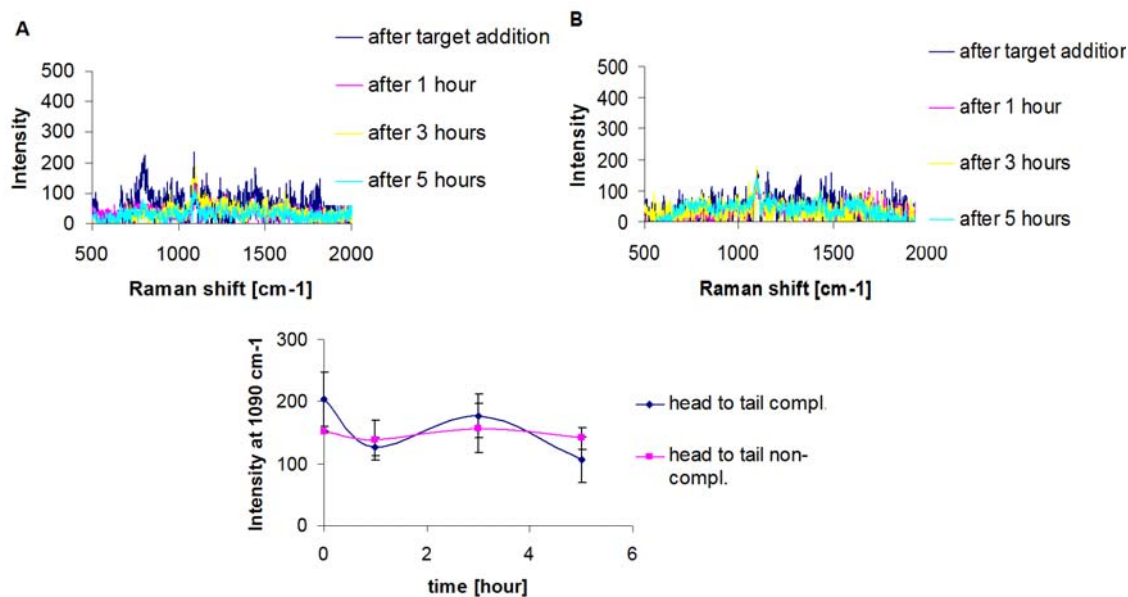 A
after target addition
after 1 hour
after 3 hours
after 5 hours
Intensity
500
400
300
200
100
0
500 1000 1500 2000
Raman shift [cm-1]
B
after target addition
after 1 hour
after 3 hours
after 5 hours
Intensity
500
400
300
200
100
0
500 1000 1500 2000
Raman shift [cm-1]
Intensity at 1090 cm-1
300
200
100
0
0 2 4 6
time [hour]
head to tail compl.
head to tail non-
compl.